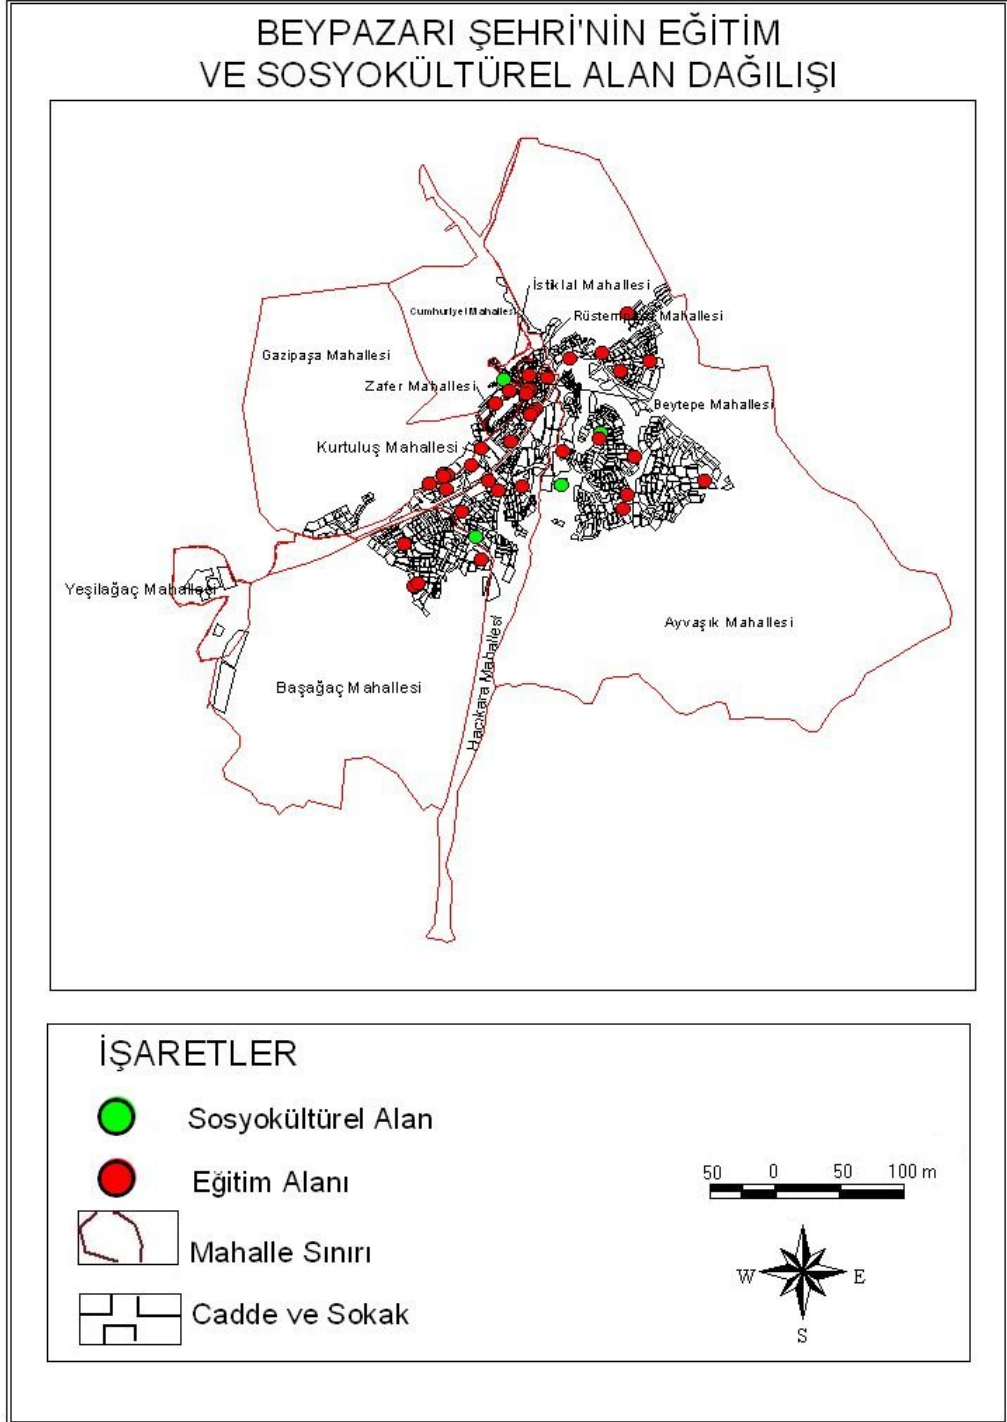 BEYPAZARI ŞEHRİ'NİN EĞİTİM
VE SOSYOKÜLTÜREL ALAN DAĞILIŞI
İstiklal Mahallesi
Cumhuriyet Mahallesi
Mahallesi
Gazipaşa Mahallesi
Zafer Mahallesi
Beytepe Mahallesi
Kurtuluş Mahallesi
Yeşilağaç Mahallesi
Ayvaşık Mahallesi
Başağaç Mahallesi
Hacıkara Mahallesi
İŞARETLER
Sosyokültürel Alan
Eğitim Alanı
Mahalle Sınırı
Cadde ve Sokak
50 0 50 100 m
W E
S